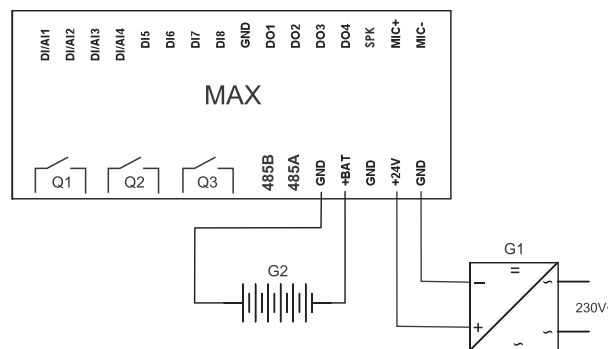 DI/AI1 DI/AI2 DI/AI3 DI/AI4 DI5 DI6 DI7 DI8 GND DO1 DO2 DO3 DO4 SPK MIC+ MIC-
MAX
Q1 Q2 Q3 485B 485A GND +BAT GND +24V GND
G1
G2
= 
− ~
230V~
+ ~
~